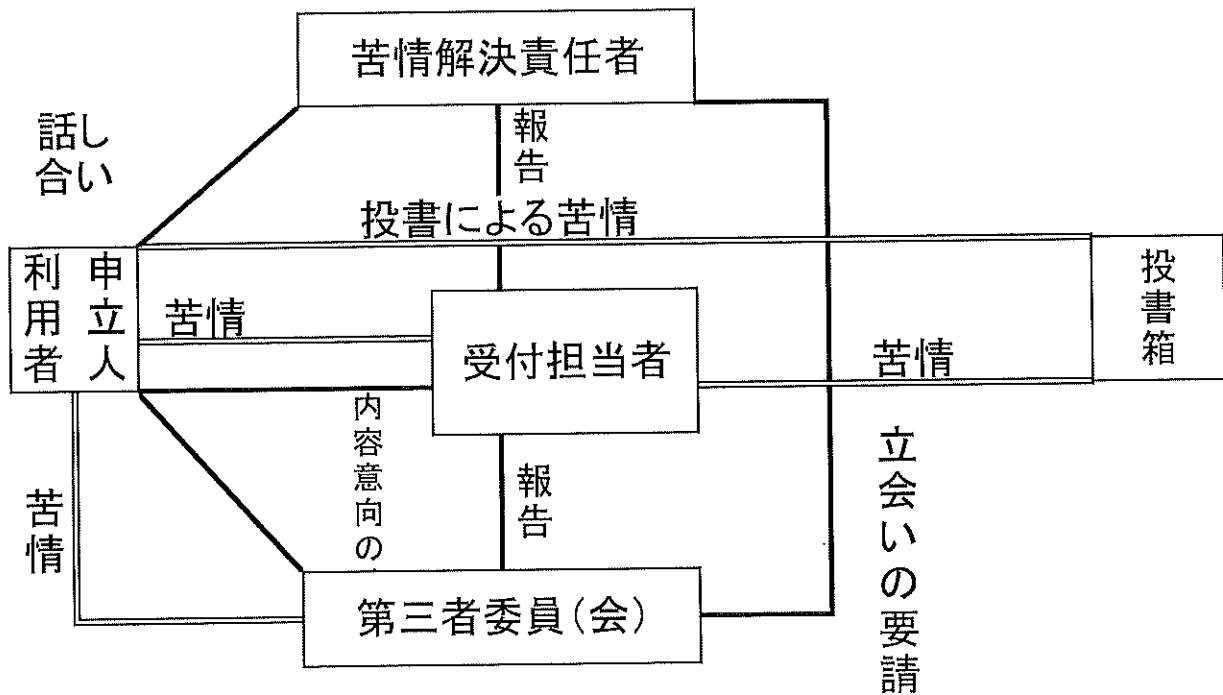 苦情解決責任者
話し
合い
報告
投書による苦情
利用者
申立人
苦情
受付担当者
苦情
投書箱
内容意向の
報告
苦情
立会いの要請
第三者委員(会)